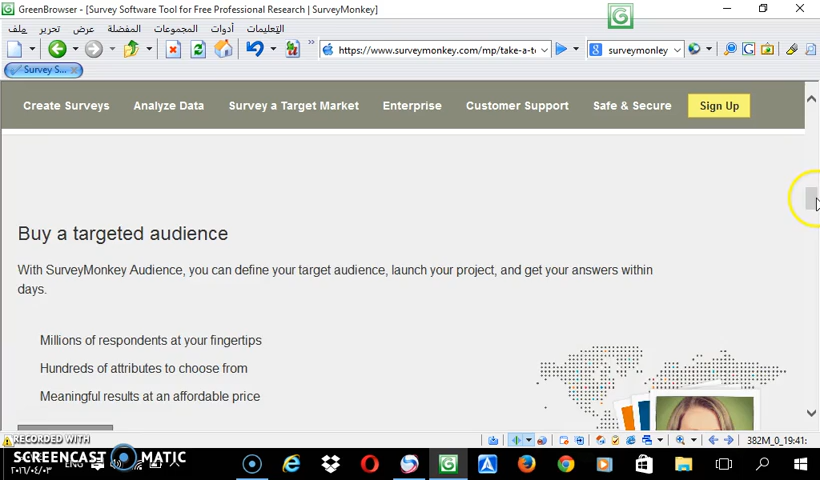 GreenBrowser - [Survey Software Tool for Free Professional Research | SurveyMonkey]
ملف تحرير عرض المفضلة المجموعات أدوات التعليمات
https://www.surveymonkey.com/mp/take-a-t
surveymonley
Survey S...
Create Surveys Analyze Data Survey a Target Market Enterprise Customer Support Safe & Secure Sign Up
Buy a targeted audience
With SurveyMonkey Audience, you can define your target audience, launch your project, and get your answers within
days.
Millions of respondents at your fingertips
Hundreds of attributes to choose from
Meaningful results at an affordable price
382M_0_19:41:
RECORDED WITH
SCREENCAST MATIC
ENG
٢٠١٦/٠٤/٠٣